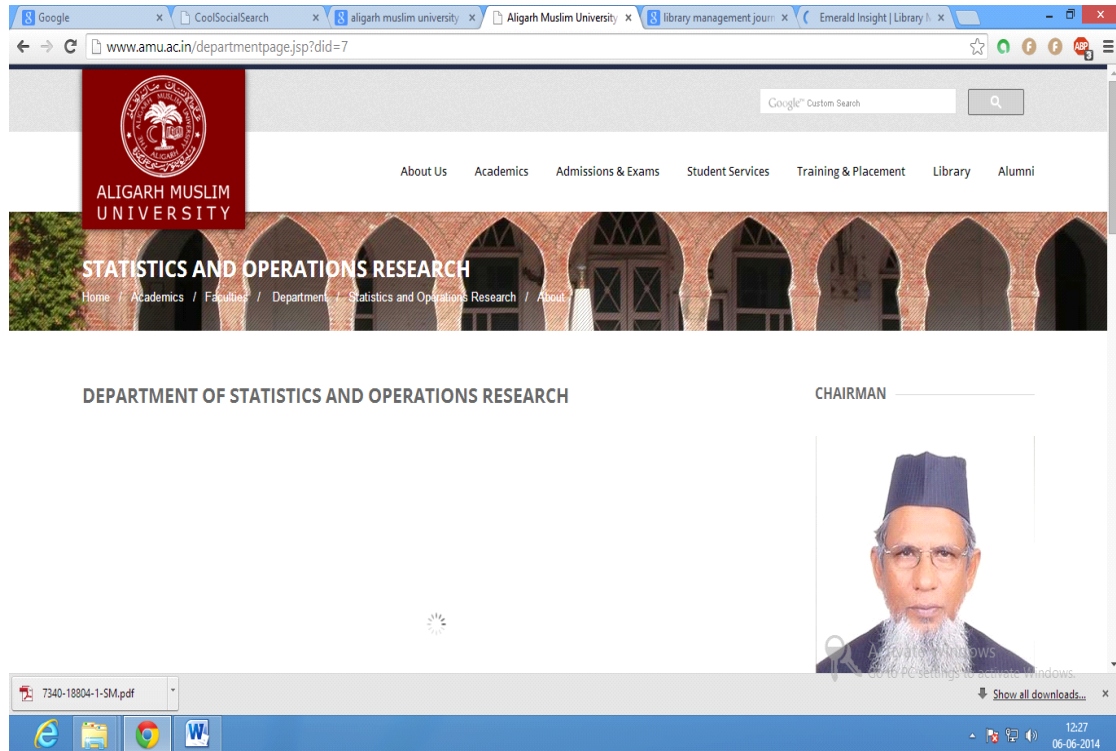 Google
CoolSocialSearch
aligarh muslim university
Aligarh Muslim University
library management journ
Emerald Insight | Library M
www.amu.ac.in/departmentpage.jsp?did=7
ABP
3
Google™ Custom Search
ALIGARH MUSLIM
UNIVERSITY
About Us Academics Admissions & Exams Student Services Training & Placement Library Alumni
STATISTICS AND OPERATIONS RESEARCH
Home / Academics / Faculties / Department / Statistics and Operations Research / About
DEPARTMENT OF STATISTICS AND OPERATIONS RESEARCH
CHAIRMAN
Activate Windows
Go to PC settings to activate Windows.
7340-18804-1-SM.pdf
Show all downloads...
12:27
06-06-2014